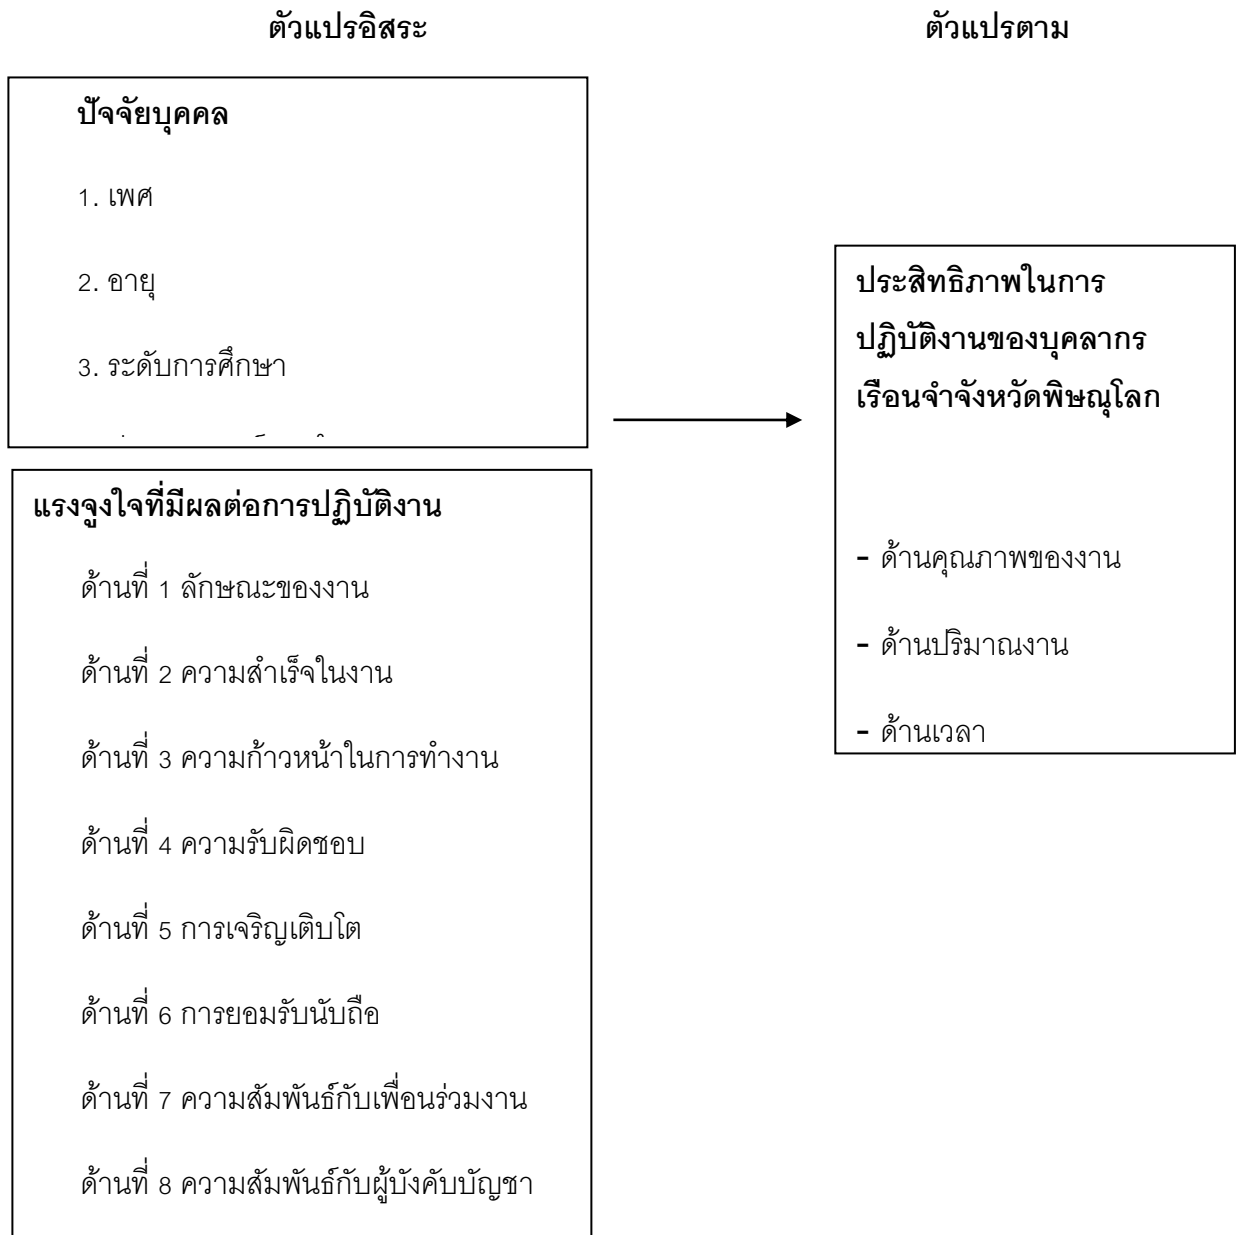 ตัวแปรอิสระ
ตัวแปรตาม
ปัจจัยบุคคล
1. เพศ
2. อายุ
3. ระดับการศึกษา
แรงจูงใจที่มีผลต่อการปฏิบัติงาน
ด้านที่ 1 ลักษณะของงาน
ด้านที่ 2 ความสำเร็จในงาน
ด้านที่ 3 ความก้าวหน้าในการทำงาน
ด้านที่ 4 ความรับผิดชอบ
ด้านที่ 5 การเจริญเติบโต
ด้านที่ 6 การยอมรับนับถือ
ด้านที่ 7 ความสัมพันธ์กับเพื่อนร่วมงาน
ด้านที่ 8 ความสัมพันธ์กับผู้บังคับบัญชา
ประสิทธิภาพในการ
ปฏิบัติงานของบุคลากร
เรือนจำจังหวัดพิษณุโลก
- ด้านคุณภาพของงาน
- ด้านปริมาณงาน
- ด้านเวลา